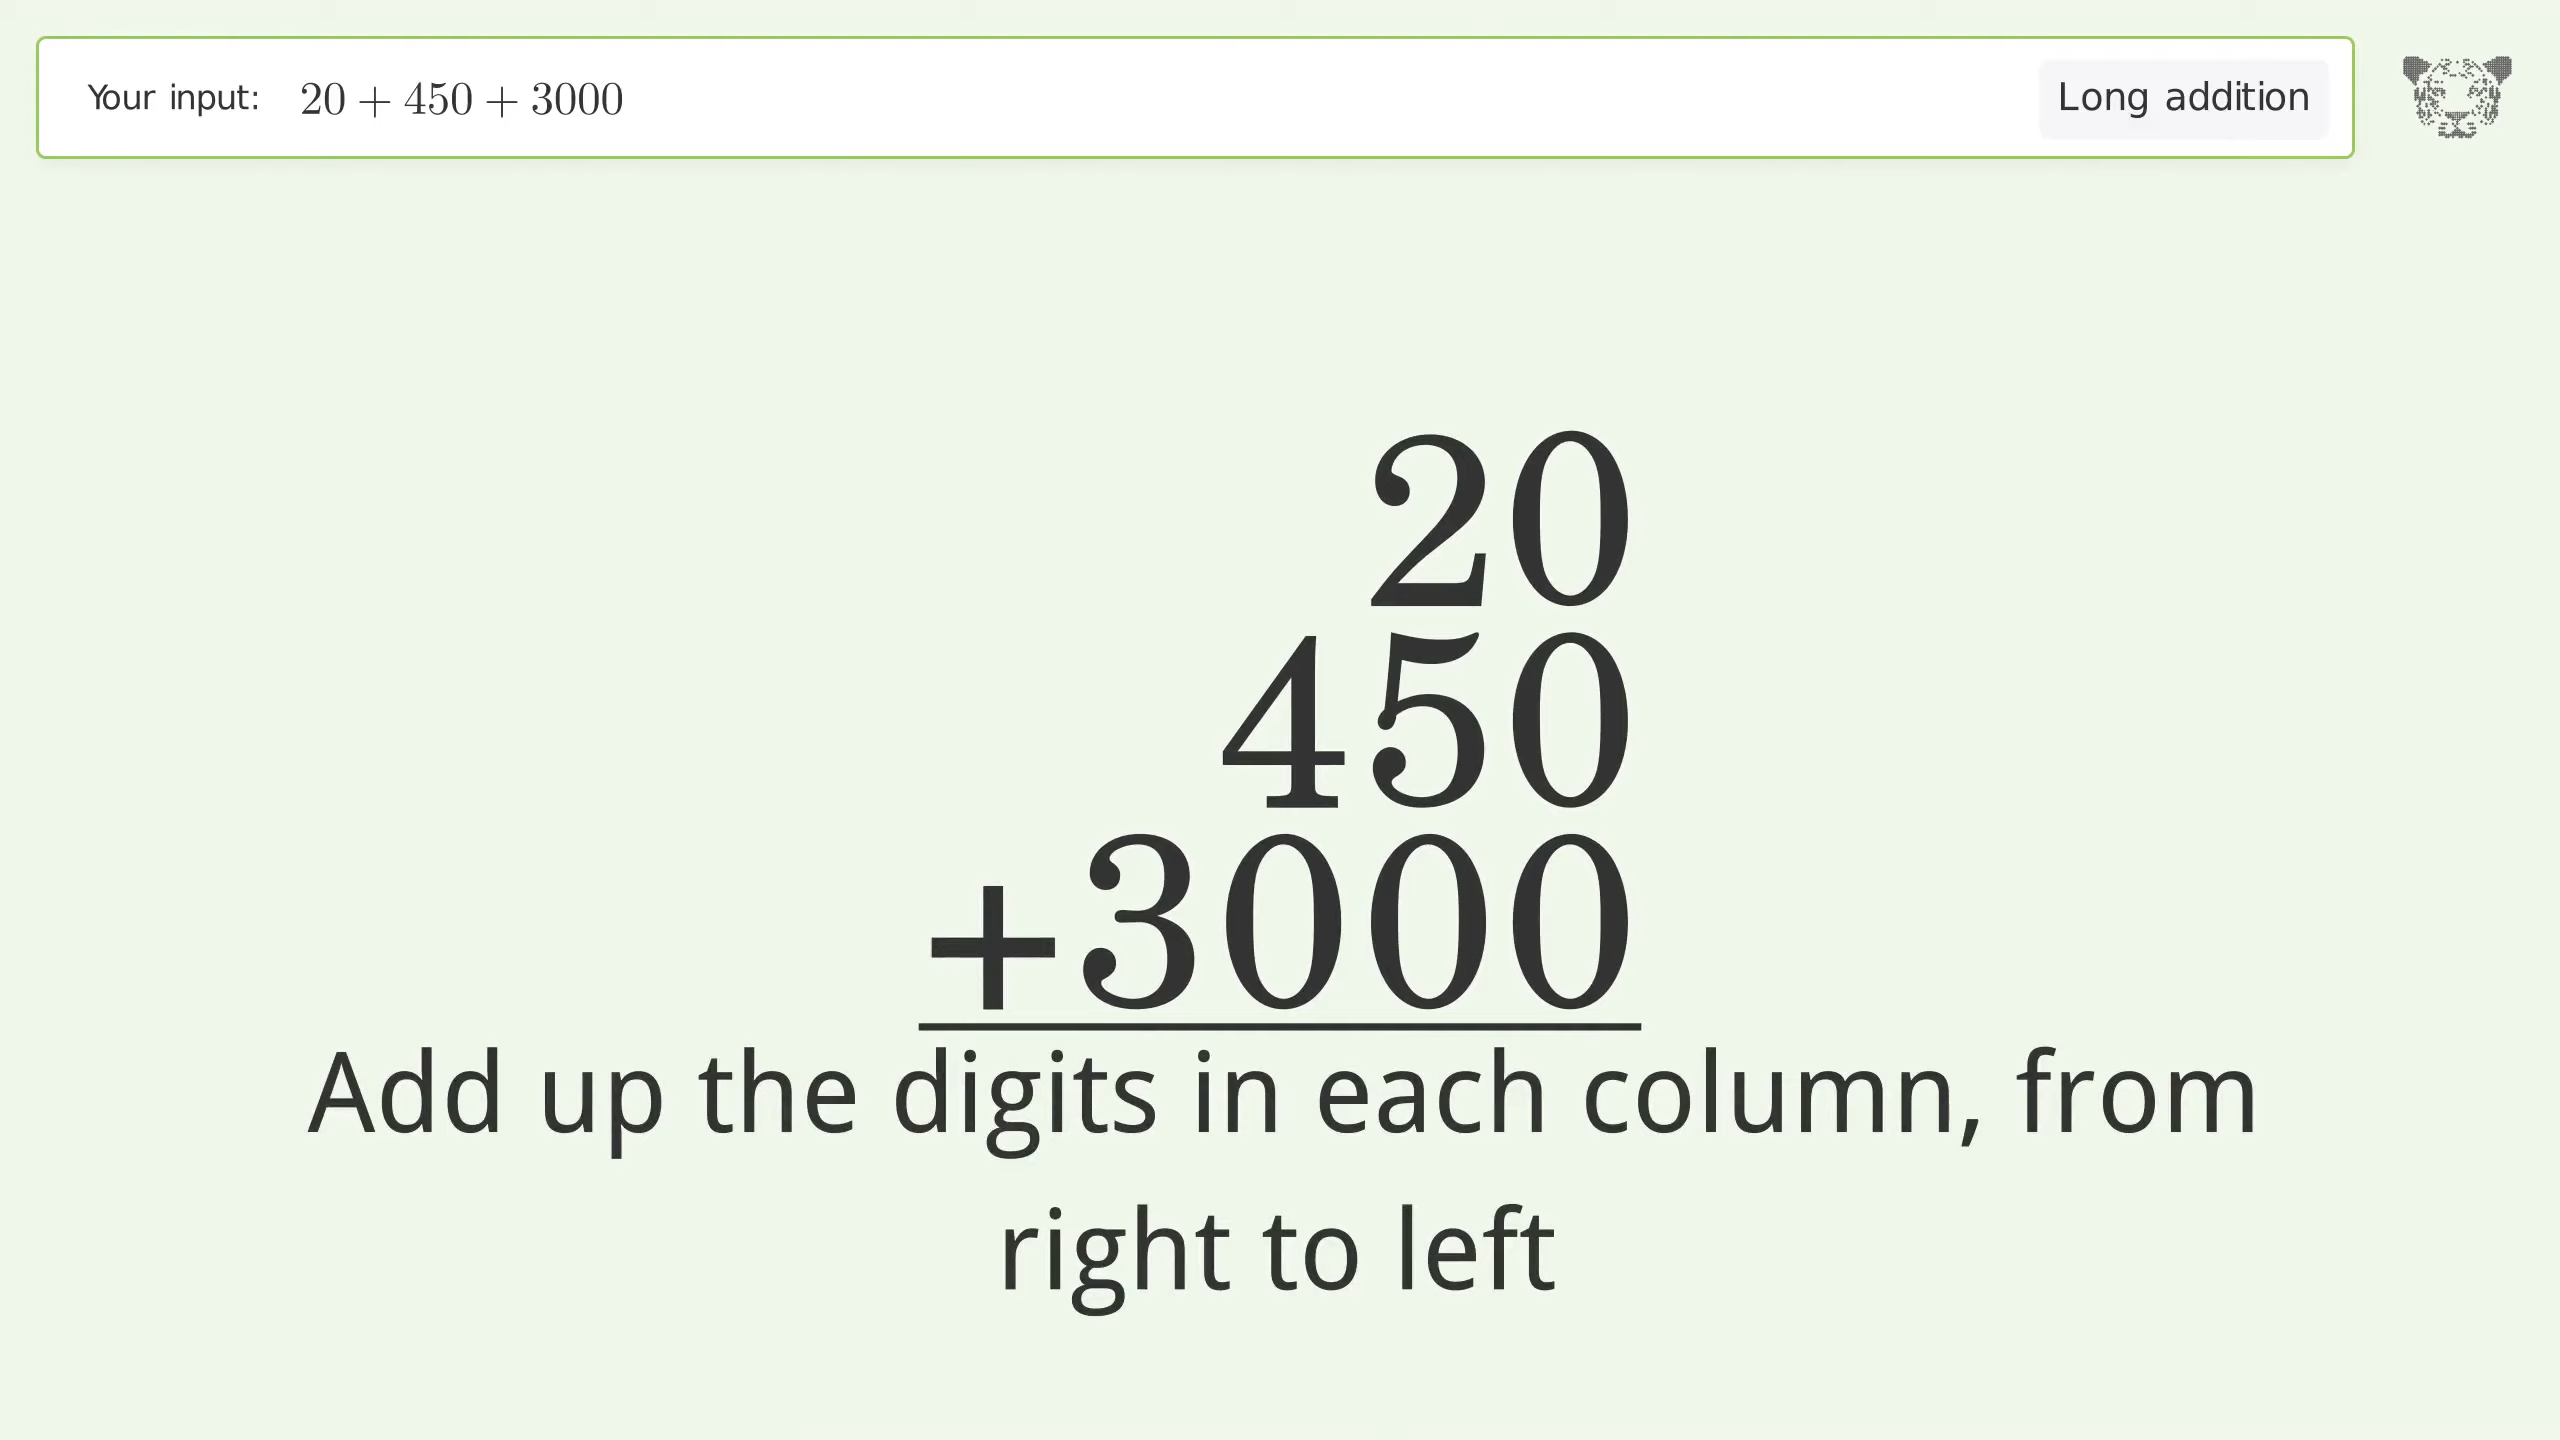 Your input: 20 + 450 + 3000
Long addition
20
450
+3000
Add up the digits in each column, from
right to left